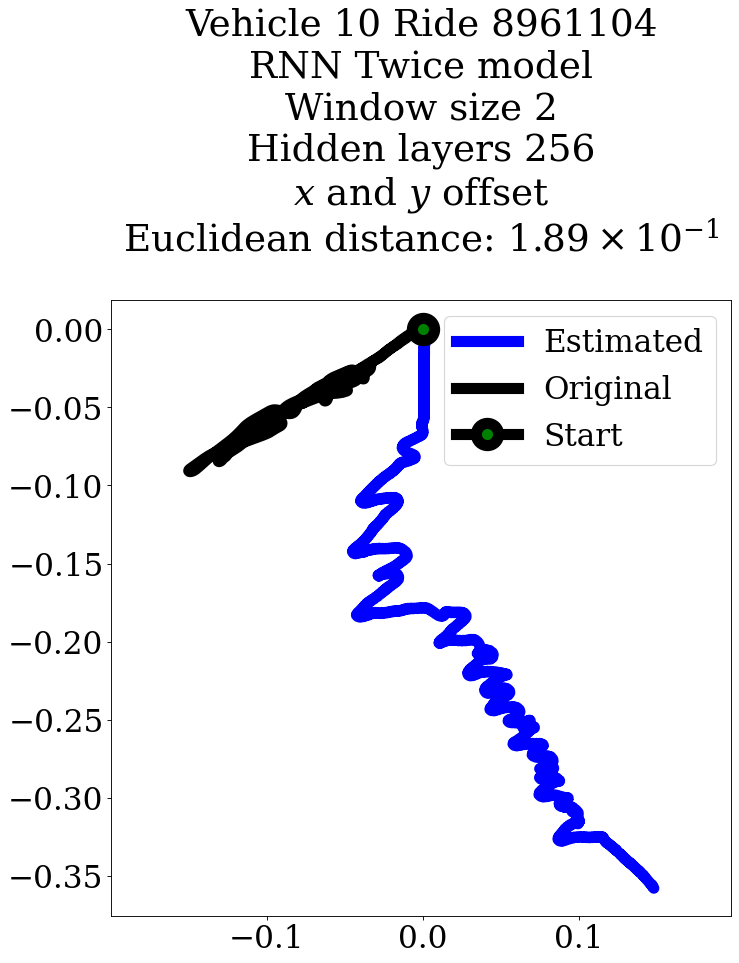 Vehicle 10 Ride 8961104
RNN Twice model
Window size 2
Hidden layers 256
x and y offset
Euclidean distance: 1.89 × 10⁻¹
Estimated
Original
Start
0.00
−0.05
−0.10
−0.15
−0.20
−0.25
−0.30
−0.35
−0.1 0.0 0.1